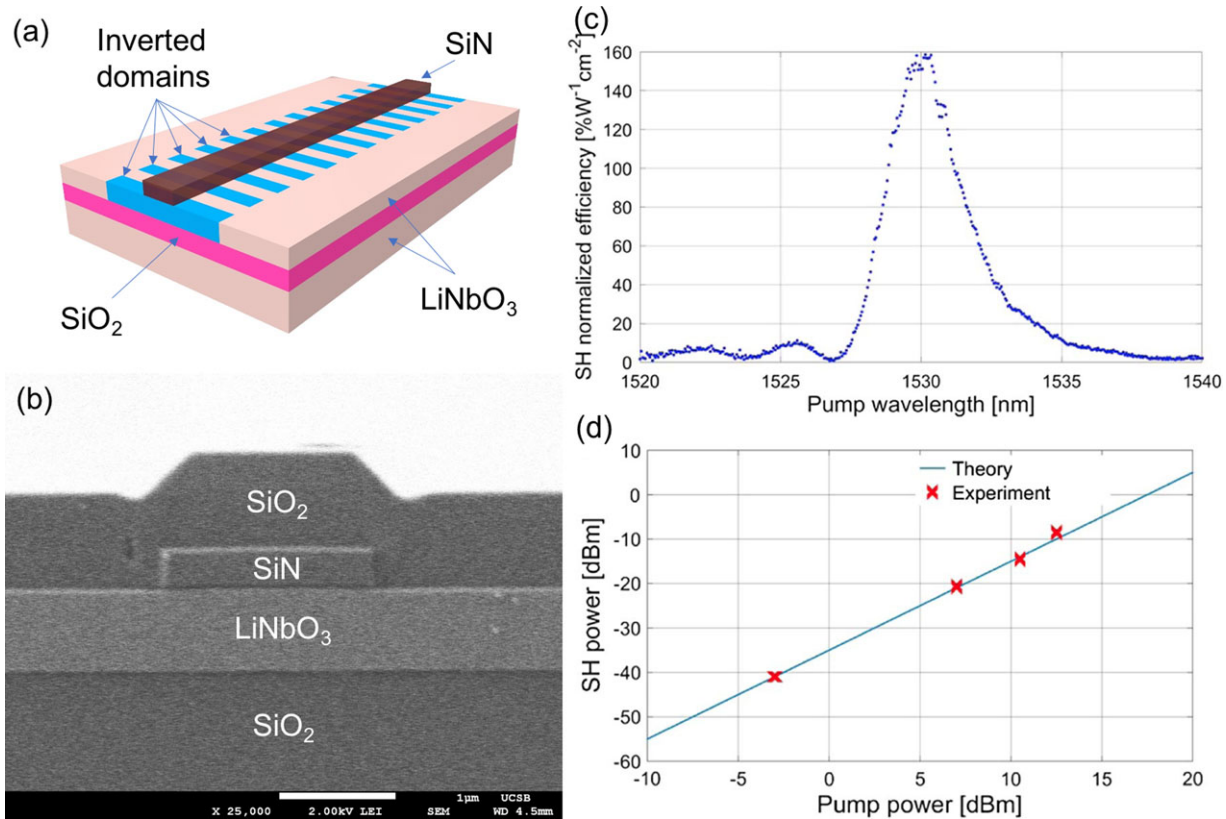 (a)
Inverted
domains
SiN
SiO₂
LiNbO₃
(b)
SiO₂
SiN
LiNbO₃
SiO₂
1μm UCSB
X 25,000 2.00kV LEI SEM WD 4.5mm
(c)
SH normalized efficiency [%W⁻¹cm⁻²]
160
140
120
100
80
60
40
20
0
1520 1525 1530 1535 1540
Pump wavelength [nm]
(d)
SH power [dBm]
10
0
-10
-20
-30
-40
-50
-60
Theory
Experiment
-10 -5 0 5 10 15 20
Pump power [dBm]